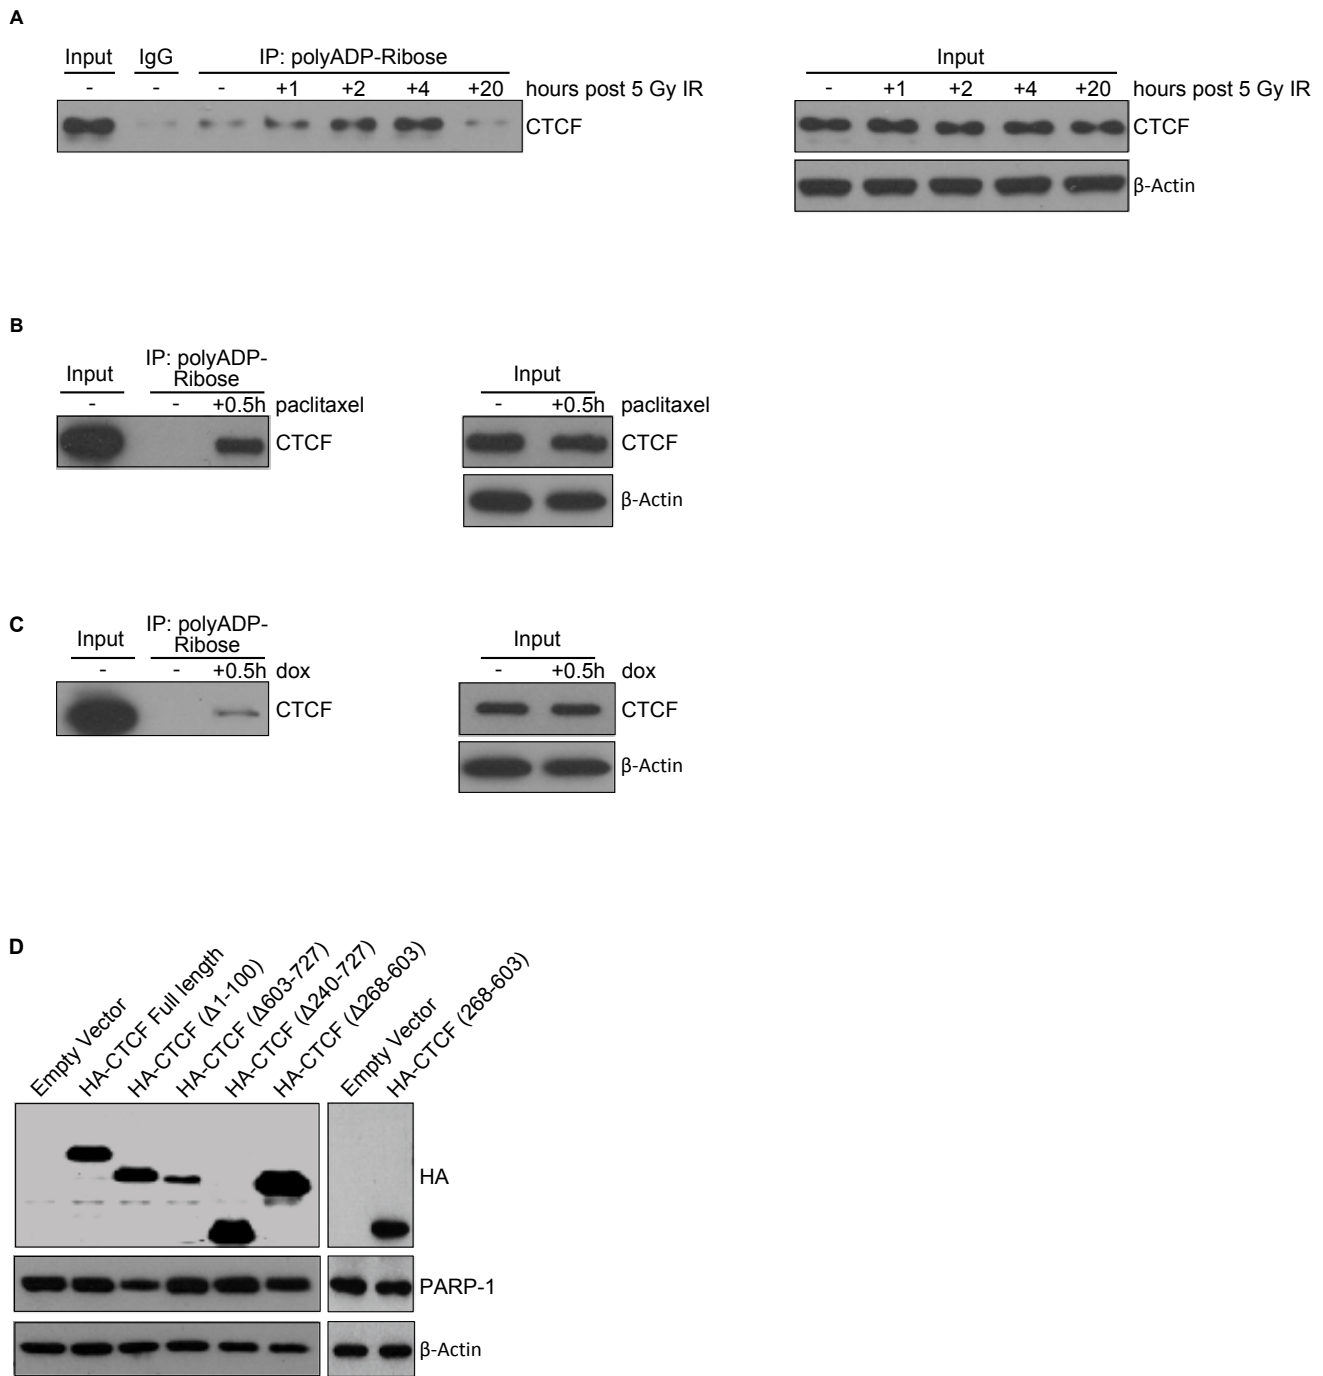 A
Input IgG IP: polyADP-Ribose
- - - +1 +2 +4 +20 hours post 5 Gy IR
CTCF
Input
- +1 +2 +4 +20 hours post 5 Gy IR
CTCF
β-Actin
B
Input IP: polyADP-
Ribose
- - +0.5h paclitaxel
CTCF
Input
- +0.5h paclitaxel
CTCF
β-Actin
C
Input IP: polyADP-
Ribose
- - +0.5h dox
CTCF
Input
- +0.5h dox
CTCF
β-Actin
D
Empty Vector
HA-CTCF Full length
HA-CTCF (Δ1-100)
HA-CTCF (Δ603-727)
HA-CTCF (Δ240-727)
HA-CTCF (Δ268-603)
Empty Vector
HA-CTCF (268-603)
HA
PARP-1
β-Actin